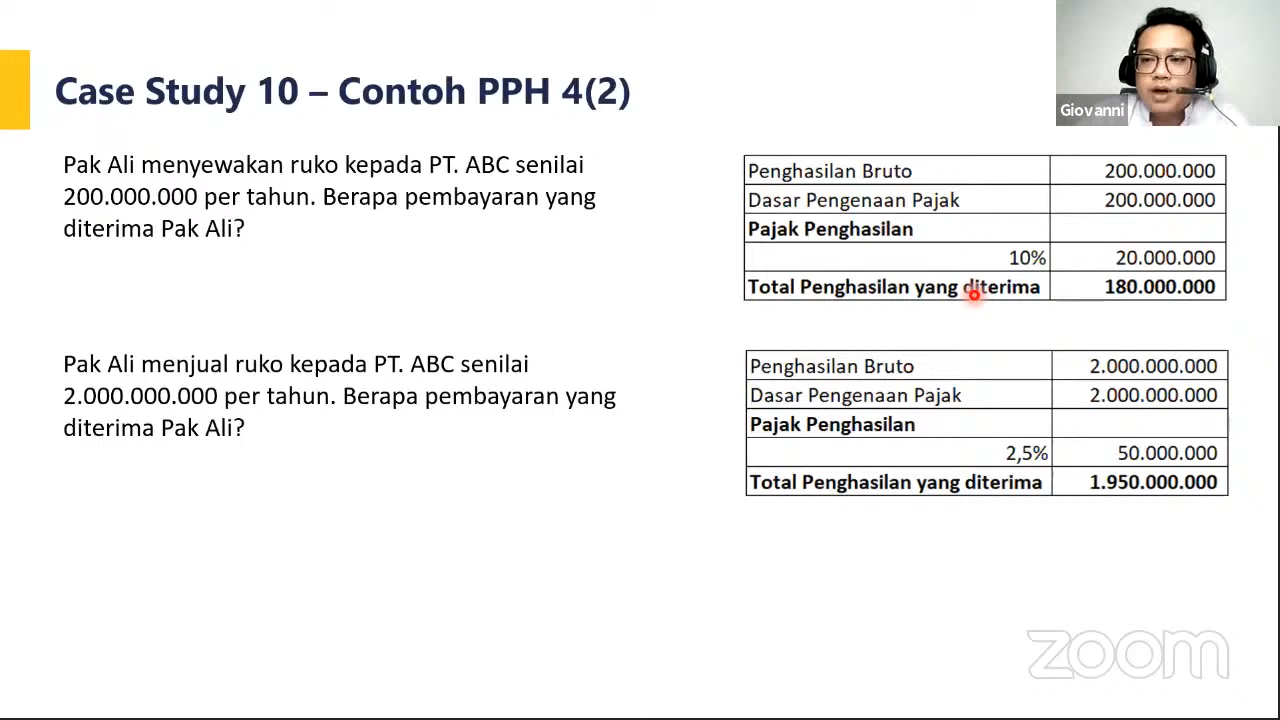 Case Study 10 – Contoh PPH 4(2)
Giovanni
Pak Ali menyewakan ruko kepada PT. ABC senilai
200.000.000 per tahun. Berapa pembayaran yang
diterima Pak Ali?
Penghasilan Bruto 200.000.000
Dasar Pengenaan Pajak 200.000.000
Pajak Penghasilan
10% 20.000.000
Total Penghasilan yang diterima 180.000.000
Pak Ali menjual ruko kepada PT. ABC senilai
2.000.000.000 per tahun. Berapa pembayaran yang
diterima Pak Ali?
Penghasilan Bruto 2.000.000.000
Dasar Pengenaan Pajak 2.000.000.000
Pajak Penghasilan
2,5% 50.000.000
Total Penghasilan yang diterima 1.950.000.000
zoom